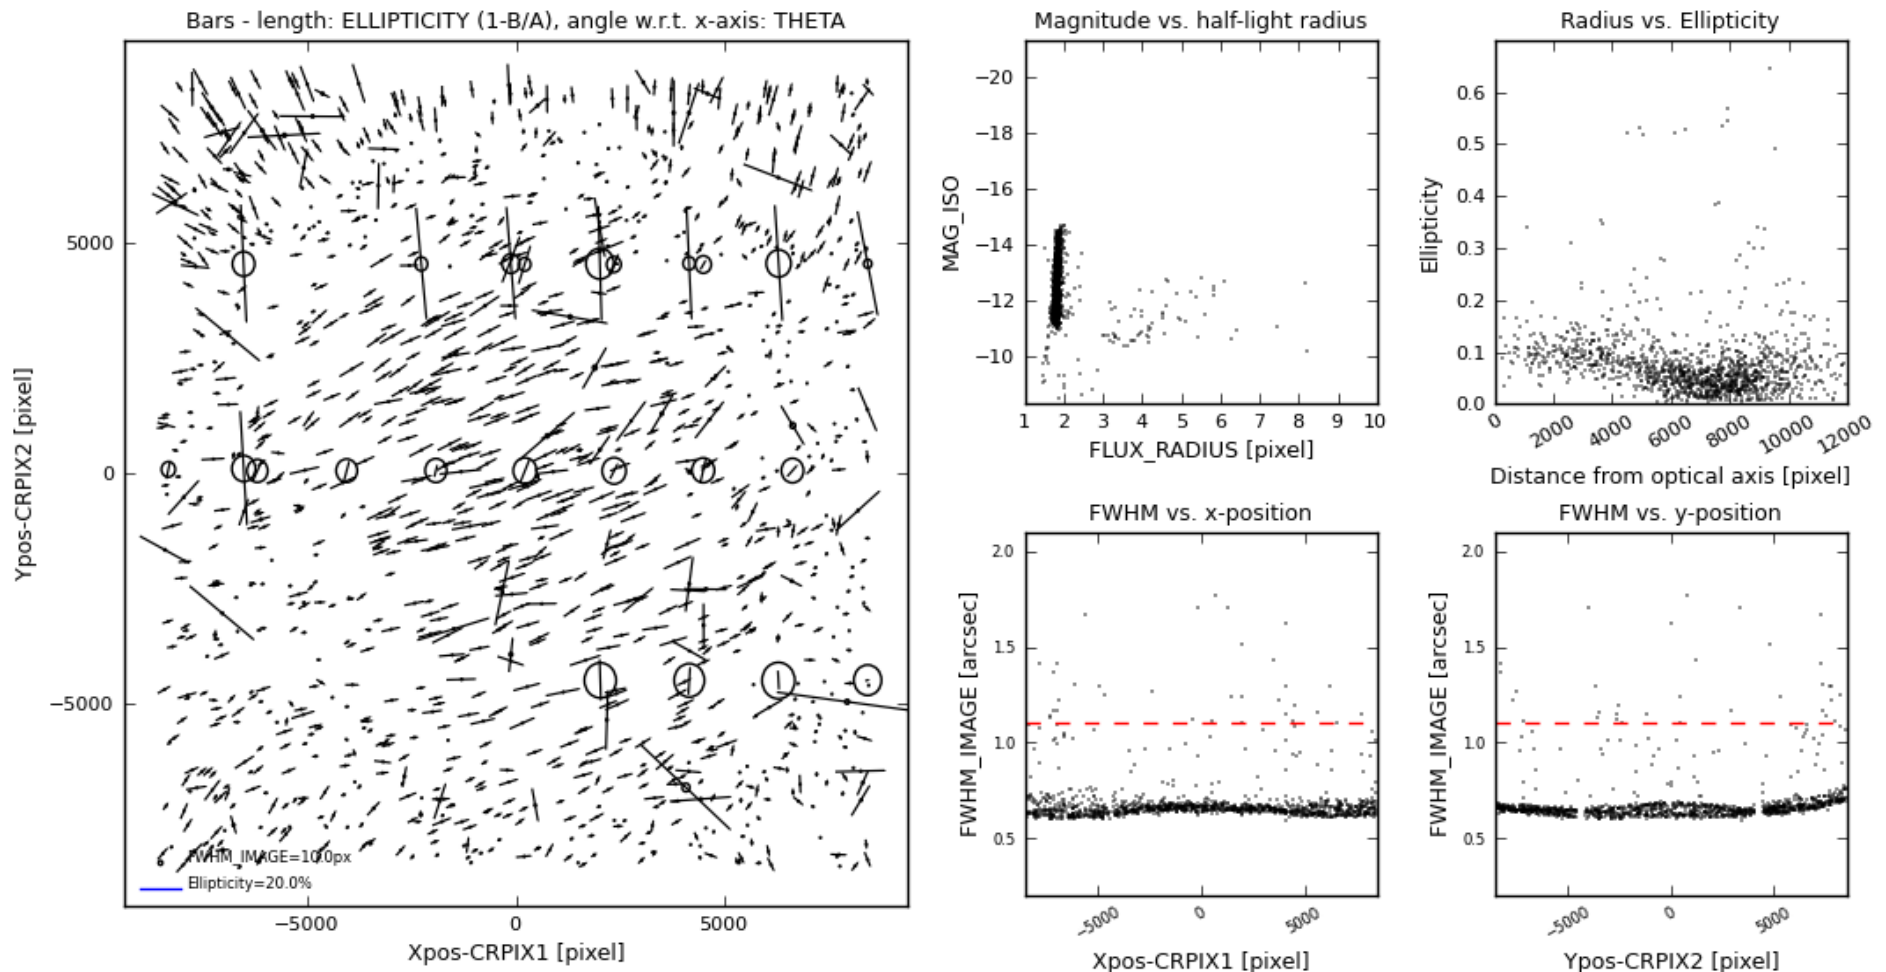 Bars - length: ELLIPTICITY (1-B/A), angle w.r.t. x-axis: THETA
Ypos-CRPIX2 [pixel]
5000
0
−5000
FWHM_IMAGE=10.0px
Ellipticity=20.0%
−5000
0
5000
Xpos-CRPIX1 [pixel]
Magnitude vs. half-light radius
MAG_ISO
−20
−18
−16
−14
−12
−10
1 2 3 4 5 6 7 8 9 10
FLUX_RADIUS [pixel]
Radius vs. Ellipticity
Ellipticity
0.6
0.5
0.4
0.3
0.2
0.1
0.0
0 2000 4000 6000 8000 10000 12000
Distance from optical axis [pixel]
FWHM vs. x-position
FWHM_IMAGE [arcsec]
2.0
1.5
1.0
0.5
−5000 0 5000
Xpos-CRPIX1 [pixel]
FWHM vs. y-position
FWHM_IMAGE [arcsec]
2.0
1.5
1.0
0.5
−5000 0 5000
Ypos-CRPIX2 [pixel]